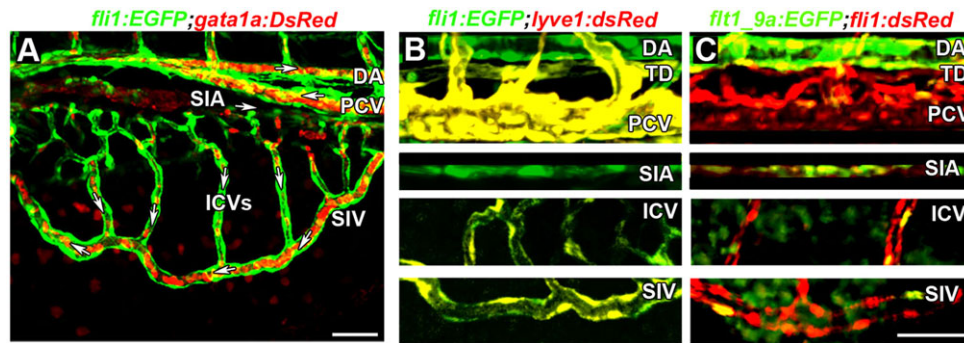 fli1:EGFP;gata1a:DsRed
A
DA
SIA
PCV
ICVs
SIV
fli1:EGFP;lyve1:dsRed
B
DA
TD
PCV
SIA
ICV
SIV
flt1_9a:EGFP;fli:dsRed
C
DA
TD
PCV
SIA
ICV
SIV